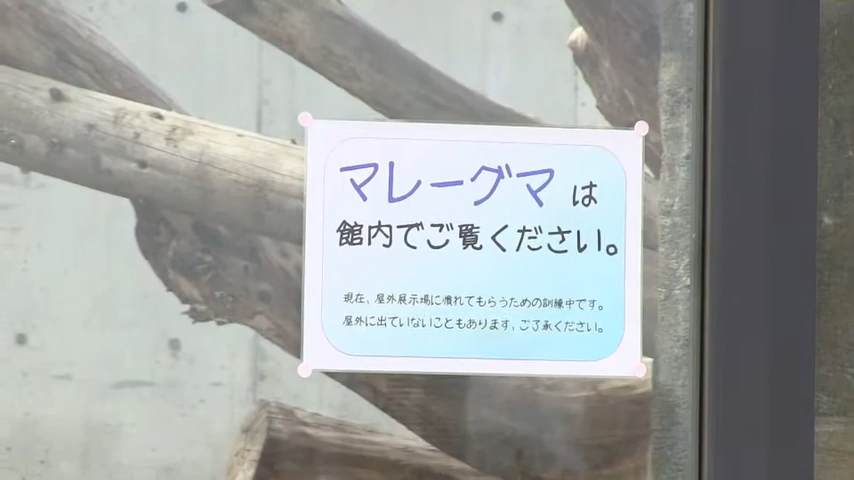 マレーグマ は
館内でご覧ください。
現在、屋外展示場に慣れてもらうための訓練中です。
屋外に出ていないこともあります。ご了承ください。